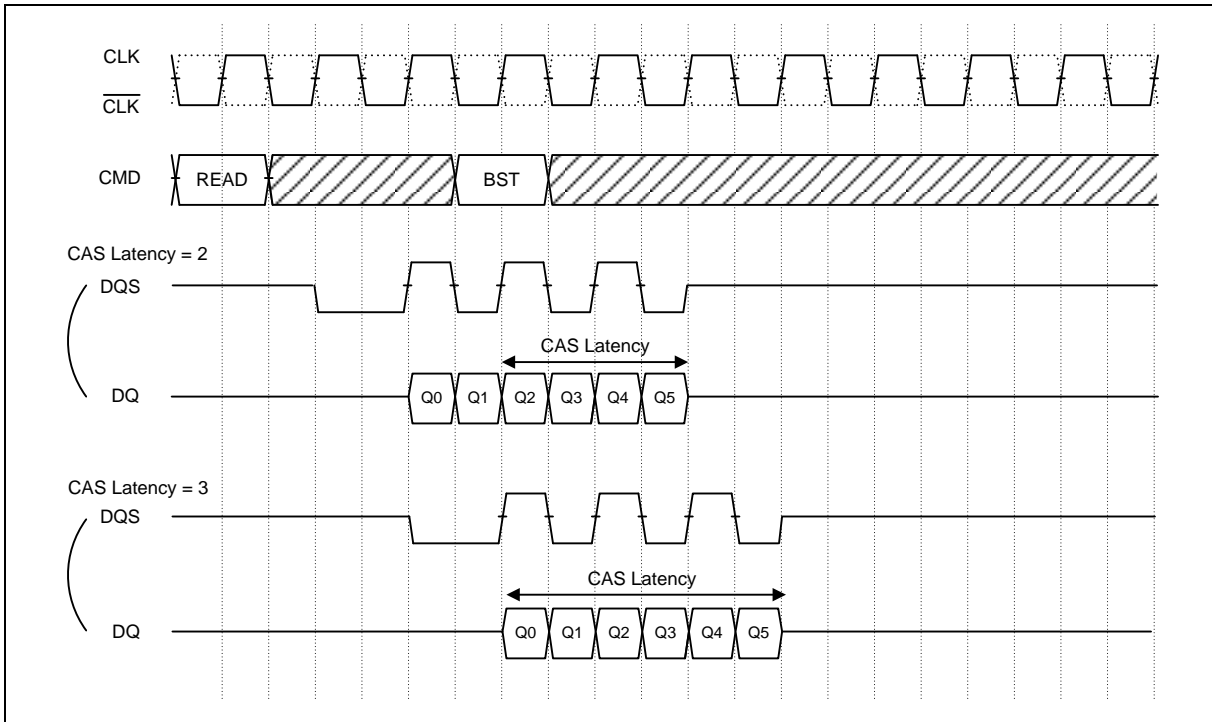 CLK
CLK
CMD READ BST
CAS Latency = 2
DQS
CAS Latency
DQ Q0 Q1 Q2 Q3 Q4 Q5
CAS Latency = 3
DQS
CAS Latency
DQ Q0 Q1 Q2 Q3 Q4 Q5